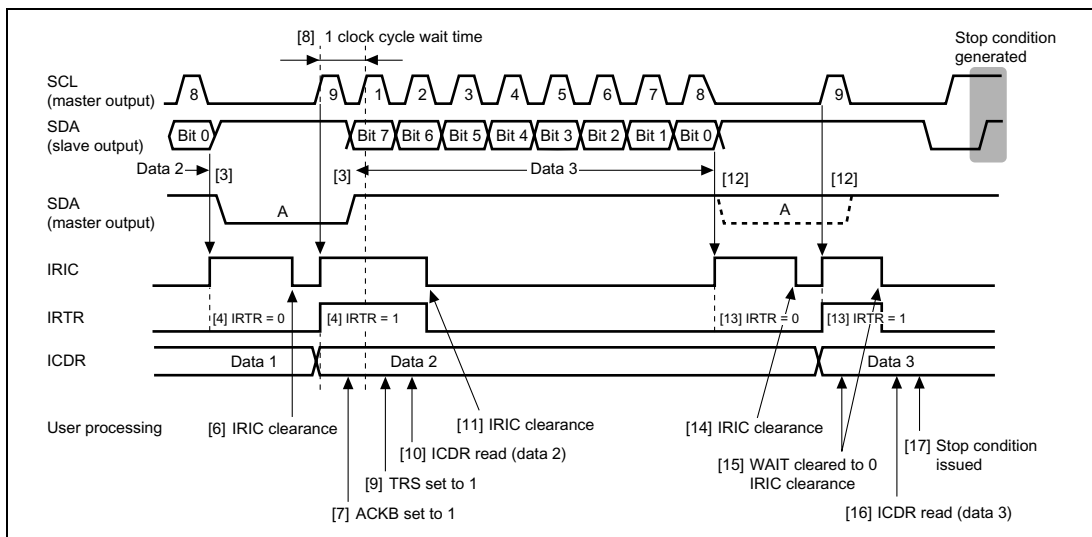 [8] 1 clock cycle wait time
Stop condition
generated
SCL
(master output)
8 9 1 2 3 4 5 6 7 8 9
SDA
(slave output)
Bit 0 Bit 7 Bit 6 Bit 5 Bit 4 Bit 3 Bit 2 Bit 1 Bit 0
Data 2 [3] [3] Data 3 [12] [12]
SDA
(master output)
A A
IRIC
IRTR
[4] IRTR = 0 [4] IRTR = 1 [13] IRTR = 0 [13] IRTR = 1
ICDR
Data 1 Data 2 Data 3
User processing
[6] IRIC clearance
[11] IRIC clearance
[14] IRIC clearance
[10] ICDR read (data 2)
[17] Stop condition
issued
[15] WAIT cleared to 0
IRIC clearance
[9] TRS set to 1
[16] ICDR read (data 3)
[7] ACKB set to 1